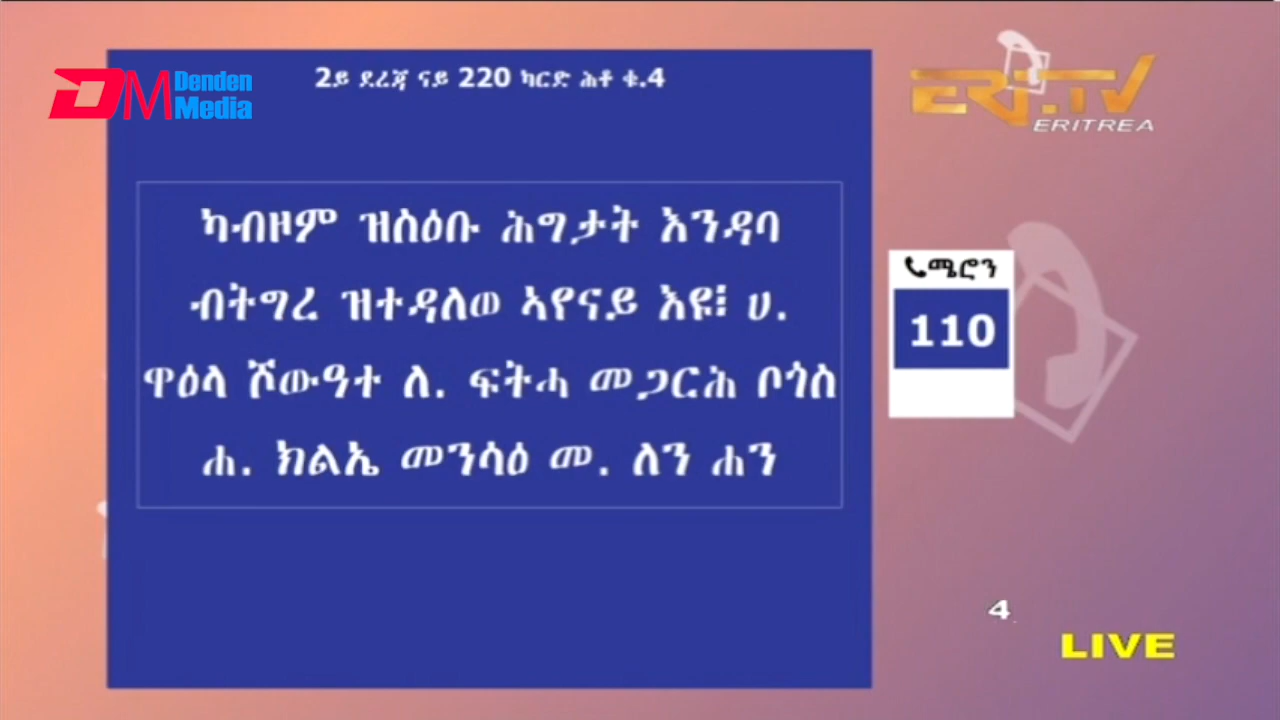 DM Denden
Media
2ይ ደረጃ ናይ 220 ካርድ ሕቶ ቁ.4
ERi.TV
ERITREA
ካብዞም ዝስዕቡ ሕግታት እንዳባ
ብትግረ ዝተዳለወ ኣየናይ እዩ፧ ሀ.
ዋዕላ ሾውዓተ ለ. ፍትሓ መጋርሕ ቦጎስ
ሐ. ክልኤ መንሳዕ መ. ለን ሐን
ሜሮን
110
4
LIVE